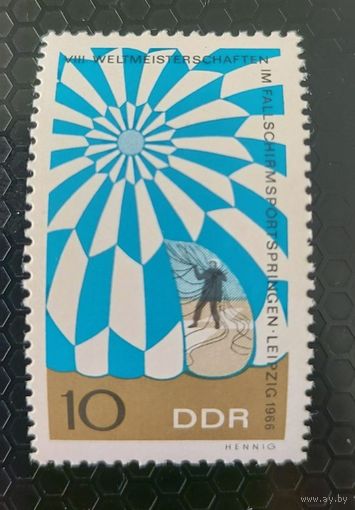 VIII WELTMEISTERSCHAFTEN
IM FALLSCHIRMSPORTSPRINGEN · LEIPZIG 1966
10
DDR
HENNIG
www.ay.by